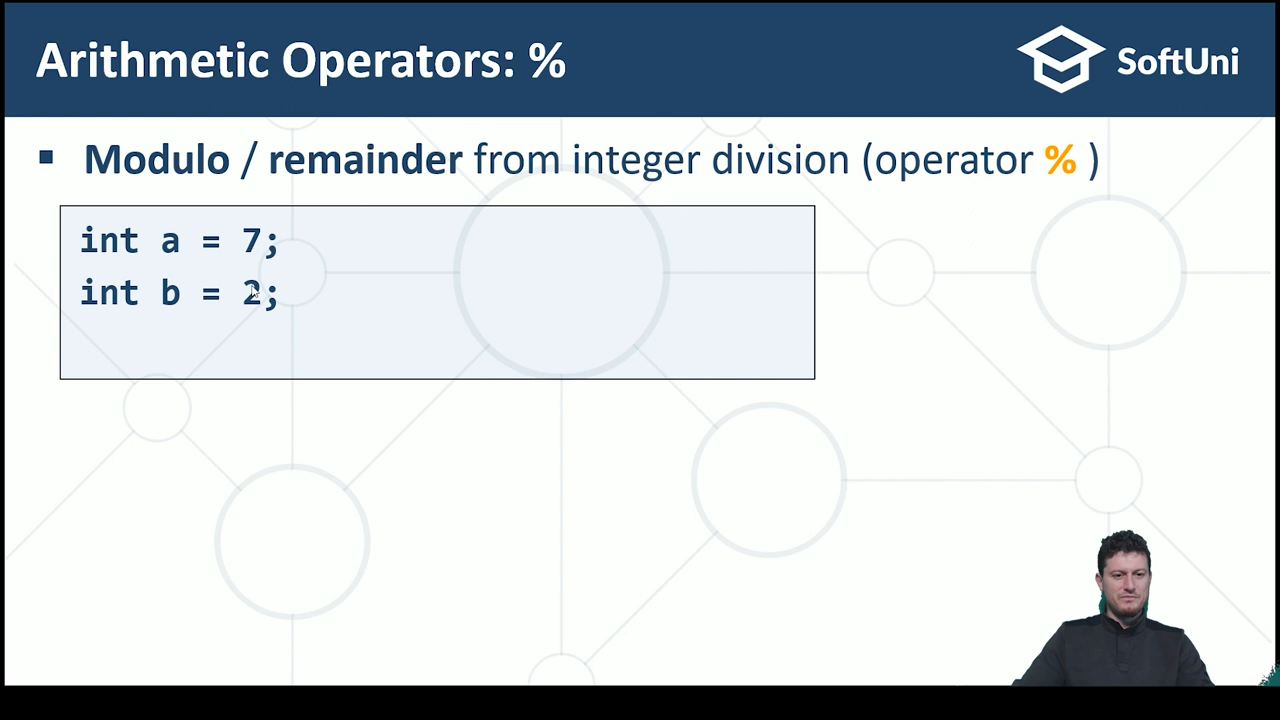 Arithmetic Operators: %
SoftUni
▪ Modulo / remainder from integer division (operator % )
int a = 7;
int b = 2;